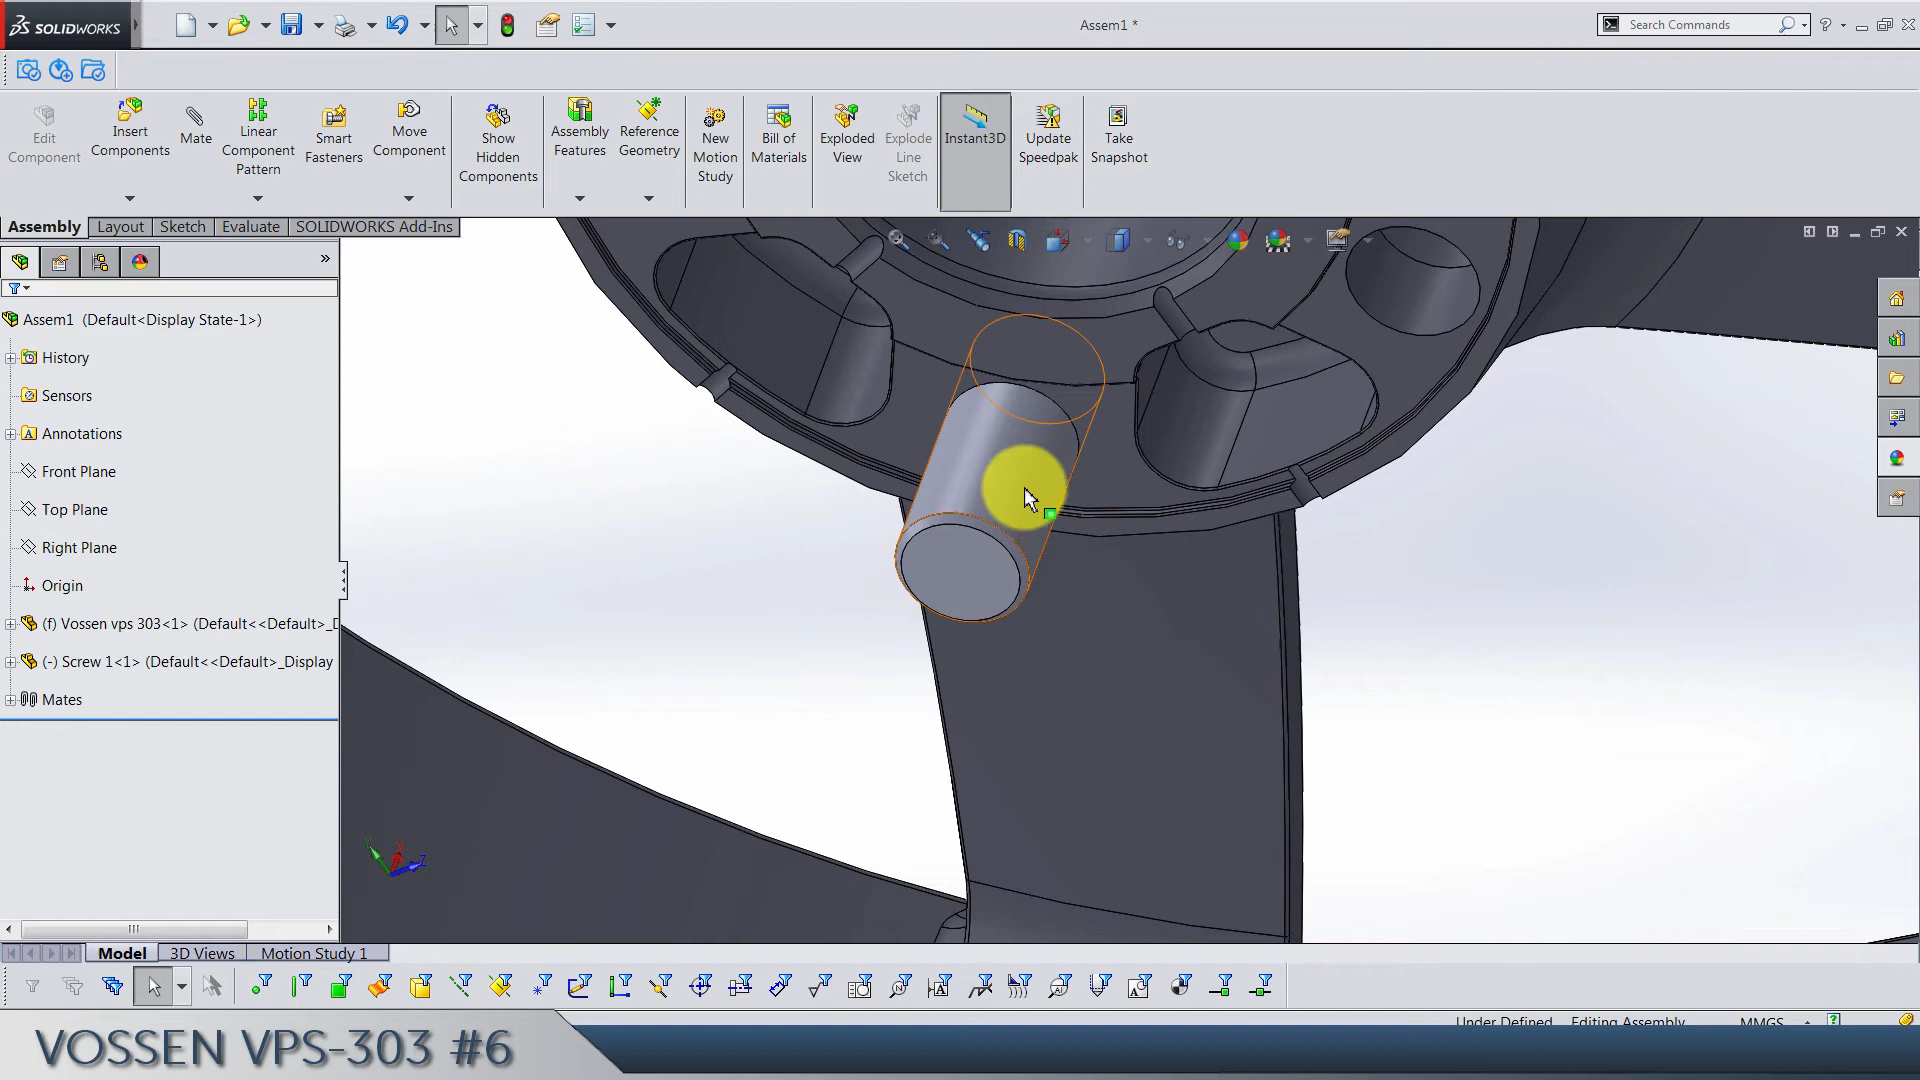 SOLIDWORKS
Assem1 *
Search Commands
Edit
Component
Insert
Components
Mate
Linear
Component
Pattern
Smart
Fasteners
Move
Component
Show
Hidden
Components
Assembly
Features
Reference
Geometry
New
Motion
Study
Bill of
Materials
Exploded
View
Explode
Line
Sketch
Instant3D
Update
Speedpak
Take
Snapshot
Assembly Layout Sketch Evaluate SOLIDWORKS Add-Ins
Assem1 (Default<Display State-1>)
History
Sensors
Annotations
Front Plane
Top Plane
Right Plane
Origin
(f) Vossen vps 303<1> (Default<<Default>_D
(-) Screw 1<1> (Default<<Default>_Display
Mates
Model 3D Views Motion Study 1
Under Defined Editing Assembly MMGS
VOSSEN VPS-303 #6